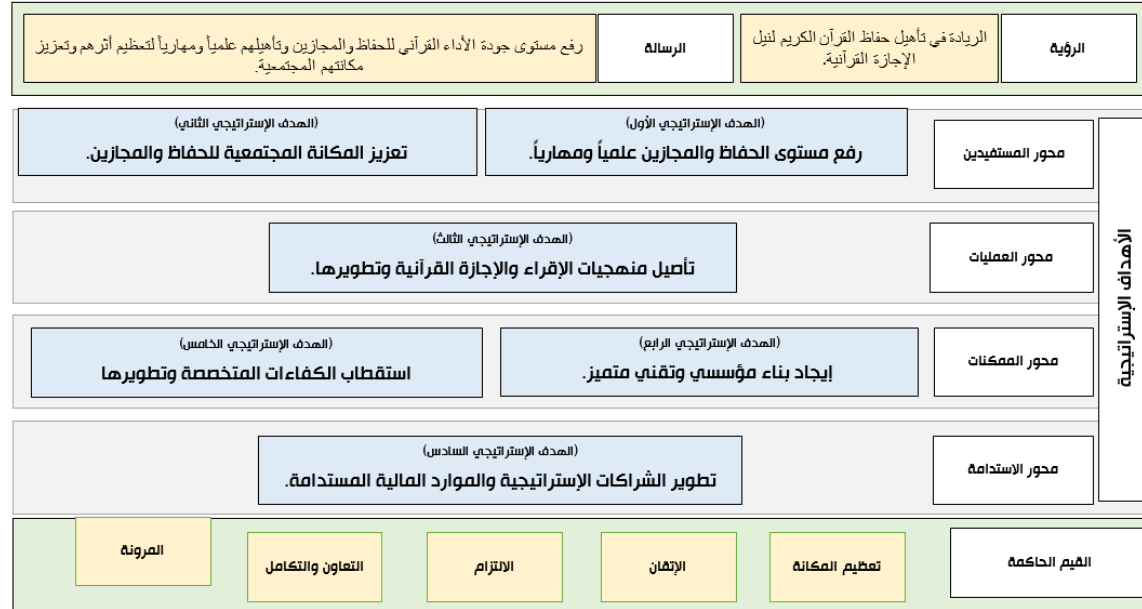 الرؤية
الريادة في تأهيل حفاظ القرآن الكريم لنيل
الإجازة القرآنية.
الرسالة
رفع مستوى جودة الأداء القرآني للحفاظ والمجازين وتأهيلهم علمياً ومهارياً لتعظيم أثرهم وتعزيز
مكانتهم المجتمعية.
الأهداف الإستراتيجية
محور المستفيدين
(الهدف الإستراتيجي الأول)
رفع مستوى الحفاظ والمجازين علمياً ومهارياً.
(الهدف الإستراتيجي الثاني)
تعزيز المكانة المجتمعية للحفاظ والمجازين.
محور العمليات
(الهدف الإستراتيجي الثالث)
تأصيل منهجيات الإقراء والإجازة القرآنية وتطويرها.
محور الممكنات
(الهدف الإستراتيجي الرابع)
إيجاد بناء مؤسسي وتقني متميز.
(الهدف الإستراتيجي الخامس)
استقطاب الكفاءات المتخصصة وتطويرها
محور الاستدامة
(الهدف الإستراتيجي السادس)
تطوير الشراكات الإستراتيجية والموارد المالية المستدامة.
القيم الحاكمة
تعظيم المكانة
الإتقان
الالتزام
التعاون والتكامل
المرونة